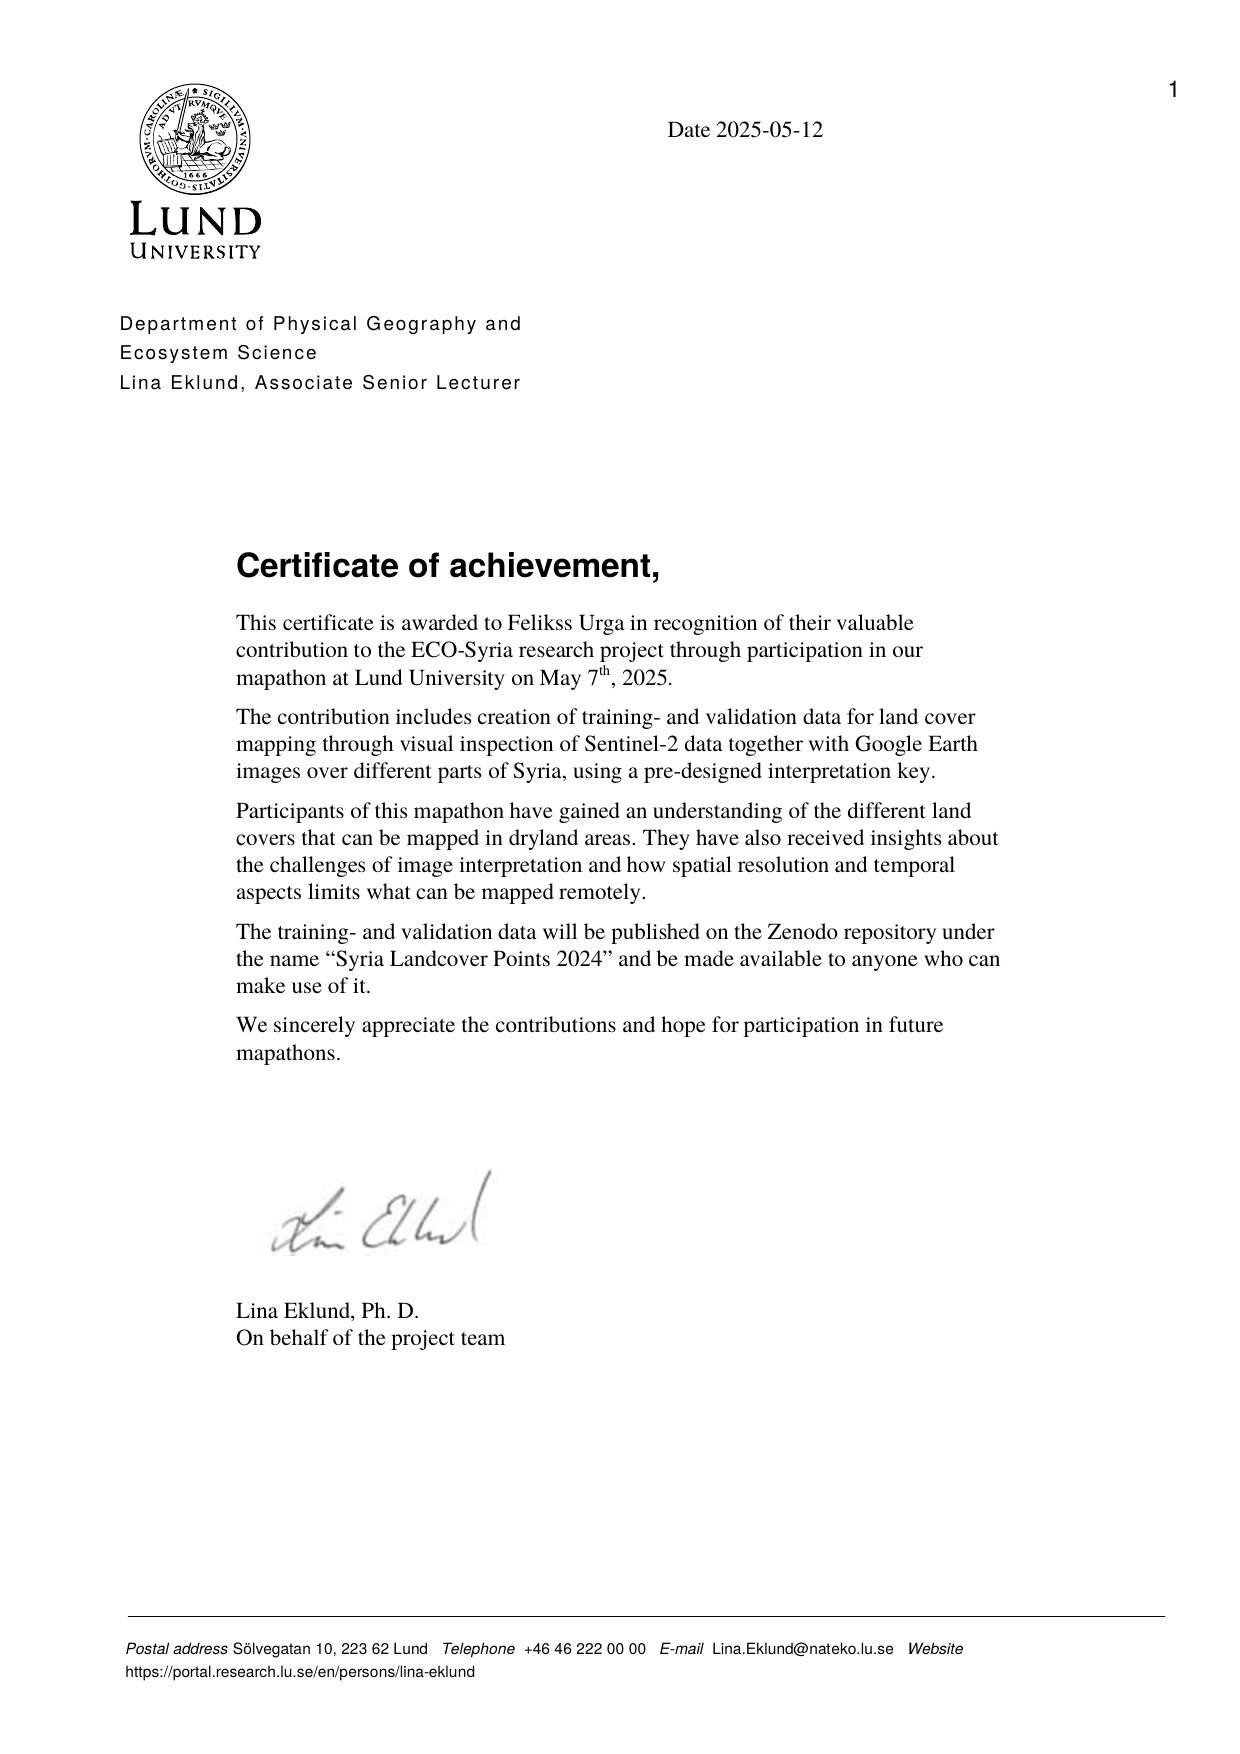 1
Date 2025-05-12
SIGILLVM·VNIVERSITATIS·GOTHORVM·CAROLINÆ
AD VTRVMQVE
1666
LUND
UNIVERSITY
Department of Physical Geography and
Ecosystem Science
Lina Eklund, Associate Senior Lecturer
Certificate of achievement,
This certificate is awarded to Felikss Urga in recognition of their valuable
contribution to the ECO-Syria research project through participation in our
mapathon at Lund University on May 7th, 2025.
The contribution includes creation of training- and validation data for land cover
mapping through visual inspection of Sentinel-2 data together with Google Earth
images over different parts of Syria, using a pre-designed interpretation key.
Participants of this mapathon have gained an understanding of the different land
covers that can be mapped in dryland areas. They have also received insights about
the challenges of image interpretation and how spatial resolution and temporal
aspects limits what can be mapped remotely.
The training- and validation data will be published on the Zenodo repository under
the name “Syria Landcover Points 2024” and be made available to anyone who can
make use of it.
We sincerely appreciate the contributions and hope for participation in future
mapathons.
Lina Eklund
Lina Eklund, Ph. D.
On behalf of the project team
Postal address Sölvegatan 10, 223 62 Lund Telephone +46 46 222 00 00 E-mail Lina.Eklund@nateko.lu.se Website
https://portal.research.lu.se/en/persons/lina-eklund